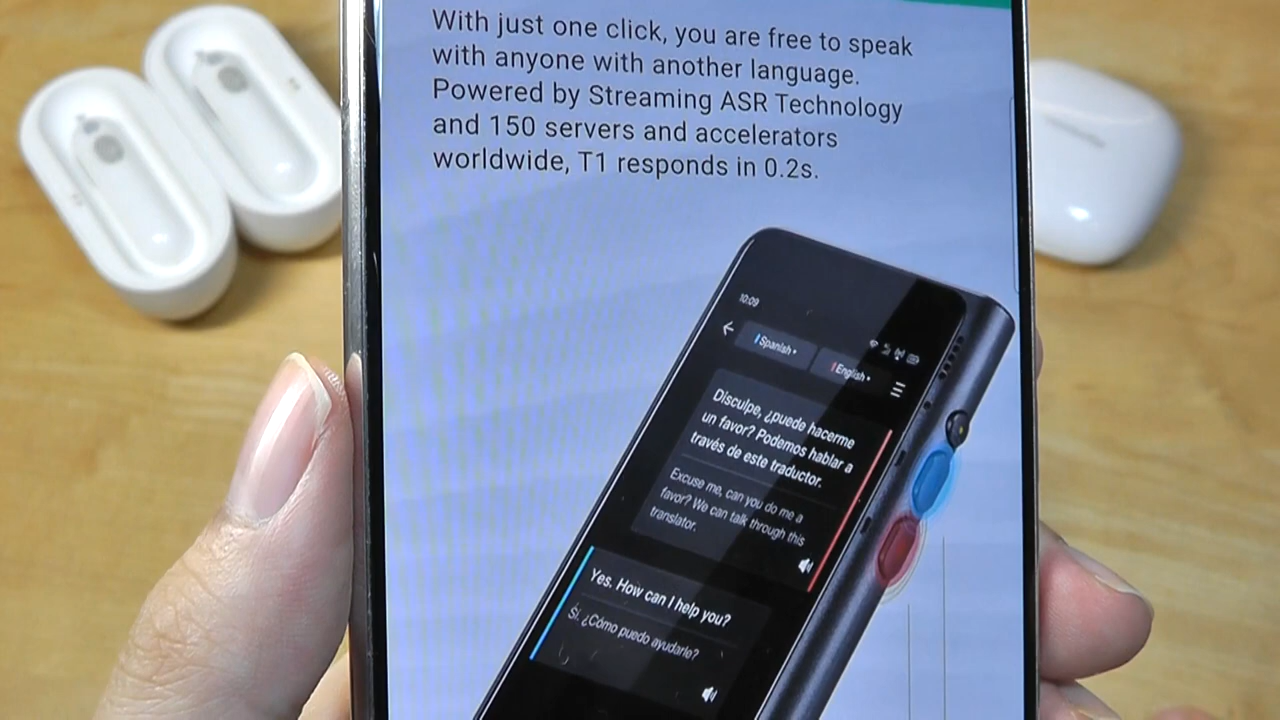 With just one click, you are free to speak
with anyone with another language.
Powered by Streaming ASR Technology
and 150 servers and accelerators
worldwide, T1 responds in 0.2s.
10:09
Spanish
English
Disculpe, ¿puede hacerme
un favor? Podemos hablar a
través de este traductor.
Excuse me, can you do me a
favor? We can talk through this
translator.
Yes. How can I help you?
Sí. ¿Cómo puedo ayudarle?